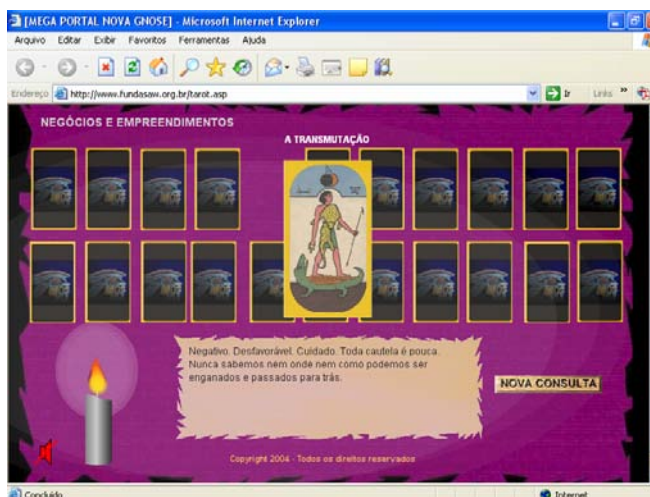 [MEGA PORTAL NOVA GNOSE] - Microsoft Internet Explorer
Arquivo Editar Exibir Favoritos Ferramentas Ajuda
Endereço http://www.fundasaw.org.br/tarot.asp Ir Links »
NEGÓCIOS E EMPREENDIMENTOS
A TRANSMUTAÇÃO
Negativo. Desfavorável. Cuidado. Toda cautela é pouca.
Nunca sabemos nem onde nem como podemos ser
enganados e passados para trás.
NOVA CONSULTA
Copyright 2004 - Todos os direitos reservados
Concluído Internet